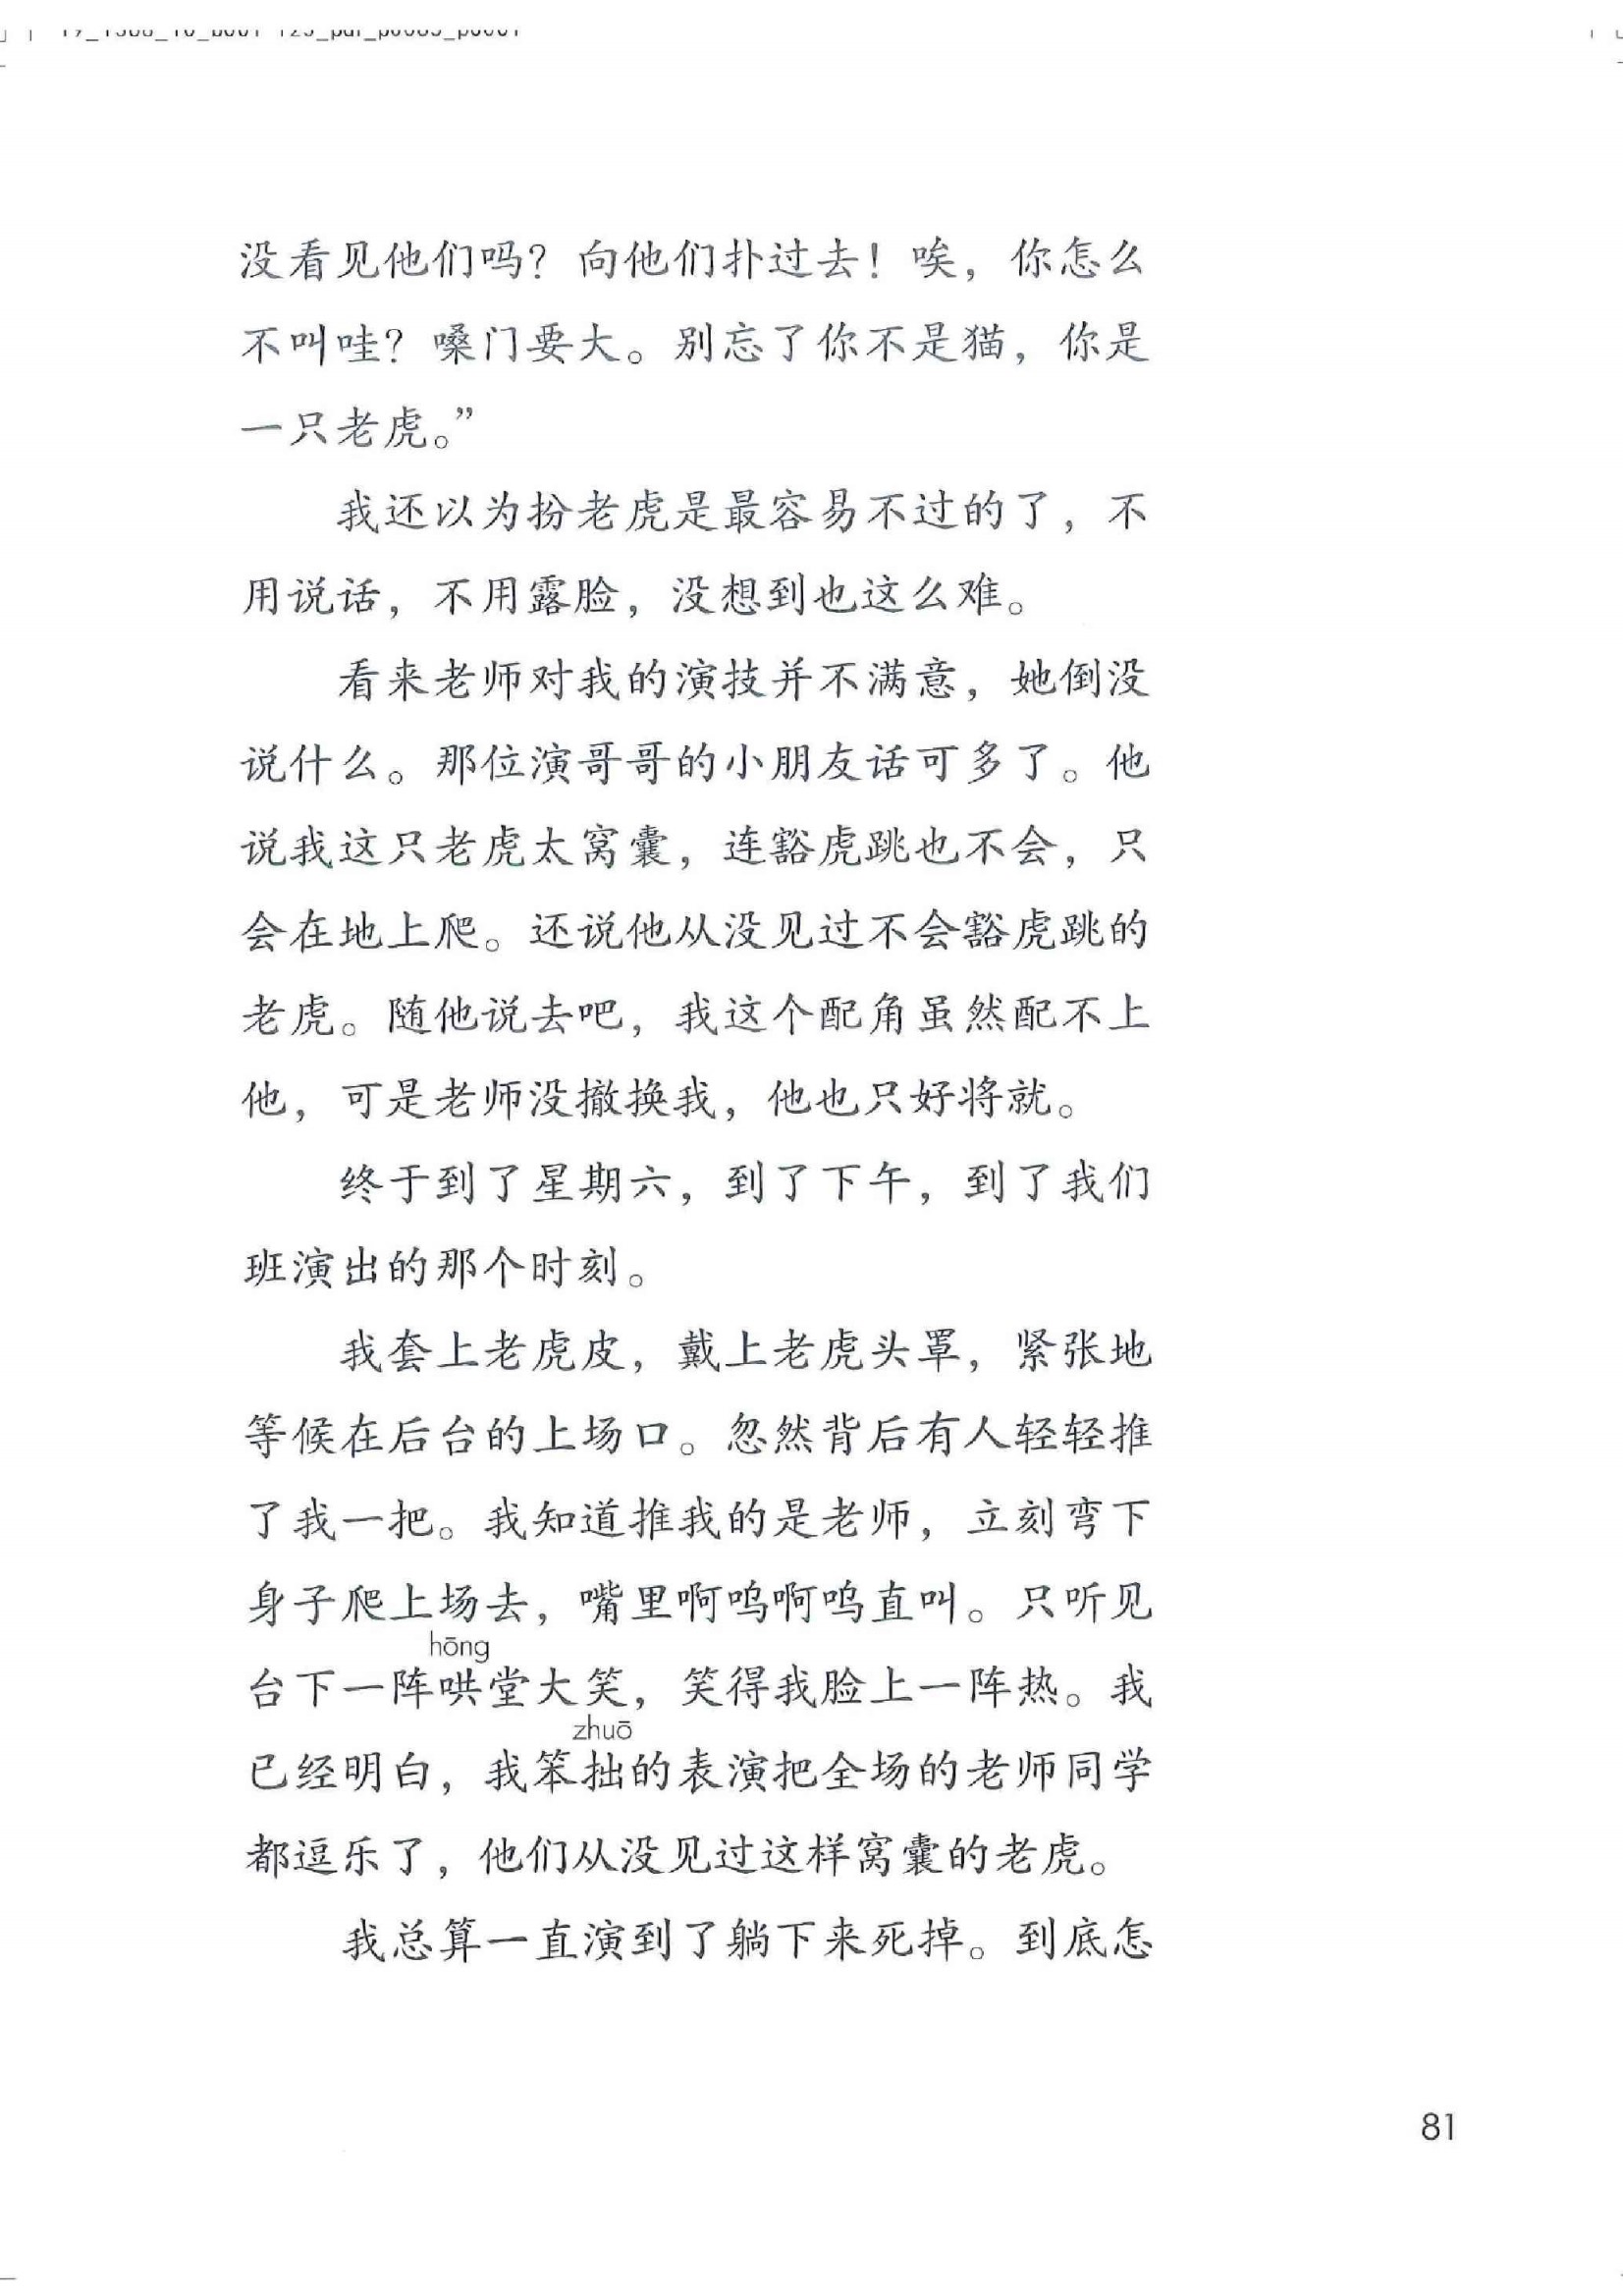 没看见他们吗？向他们扑过去！唉，你怎么
不叫哇？嗓门要大。别忘了你不是猫，你是
一只老虎。”
我还以为扮老虎是最容易不过的了，不
用说话，不用露脸，没想到也这么难。
看来老师对我的演技并不满意，她倒没
说什么。那位演哥哥的小朋友话可多了。他
说我这只老虎太窝囊，连豁虎跳也不会，只
会在地上爬。还说他从没见过不会豁虎跳的
老虎。随他说去吧，我这个配角虽然配不上
他，可是老师没撤换我，他也只好将就。
终于到了星期六，到了下午，到了我们
班演出的那个时刻。
我套上老虎皮，戴上老虎头罩，紧张地
等候在后台的上场口。忽然背后有人轻轻推
了我一把。我知道推我的是老师，立刻弯下
身子爬上场去，嘴里啊呜啊呜直叫。只听见
hōng
台下一阵哄堂大笑，笑得我脸上一阵热。我
zhuō
已经明白，我笨拙的表演把全场的老师同学
都逗乐了，他们从没见过这样窝囊的老虎。
我总算一直演到了躺下来死掉。到底怎
81